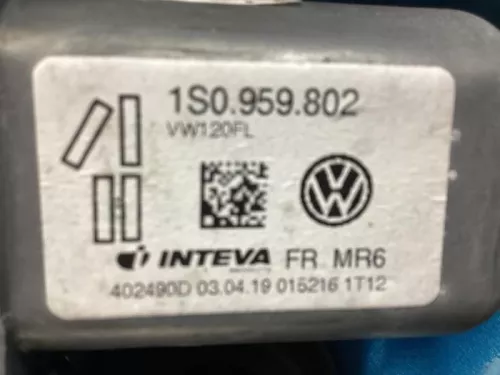 1S0.959.802
VW120FL
INTEVA FR MR6
402490D 03.04.19 015216 1T12